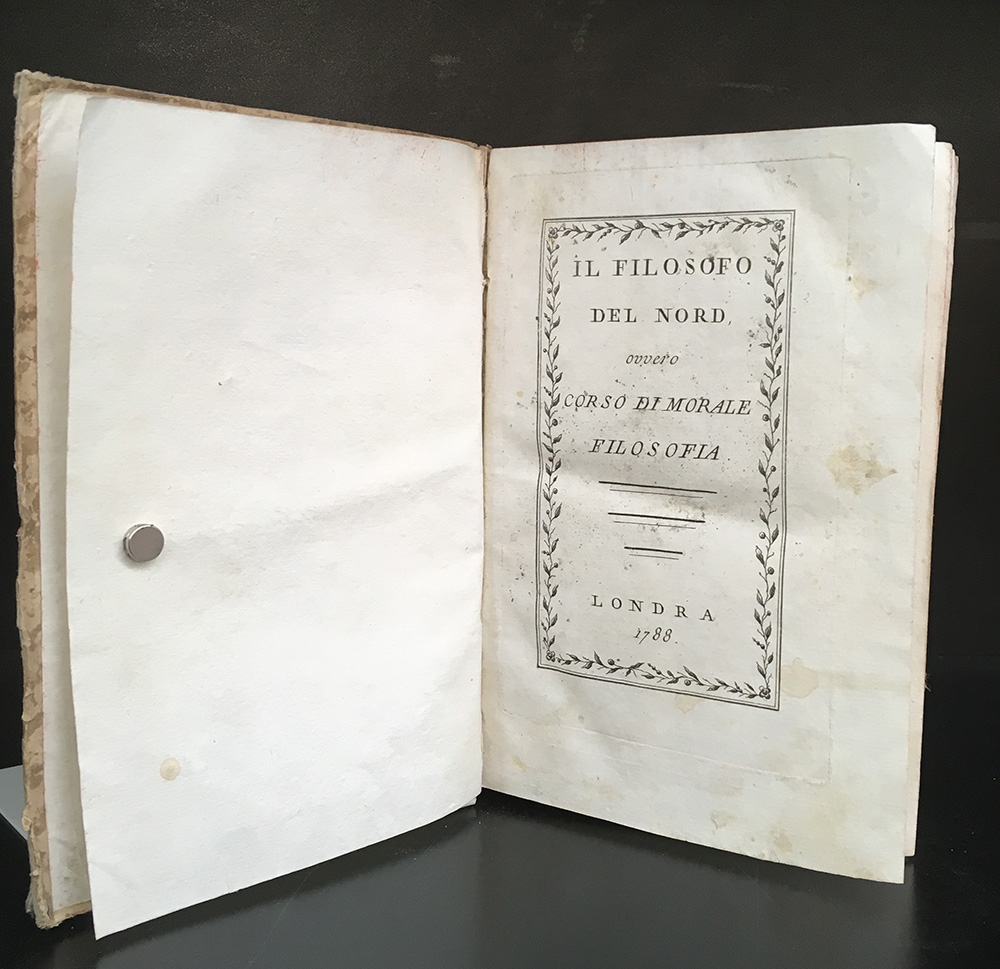 IL FILOSOFO
DEL NORD,
ovvero
CORSO DI MORALE
FILOSOFIA
LONDRA
1788.